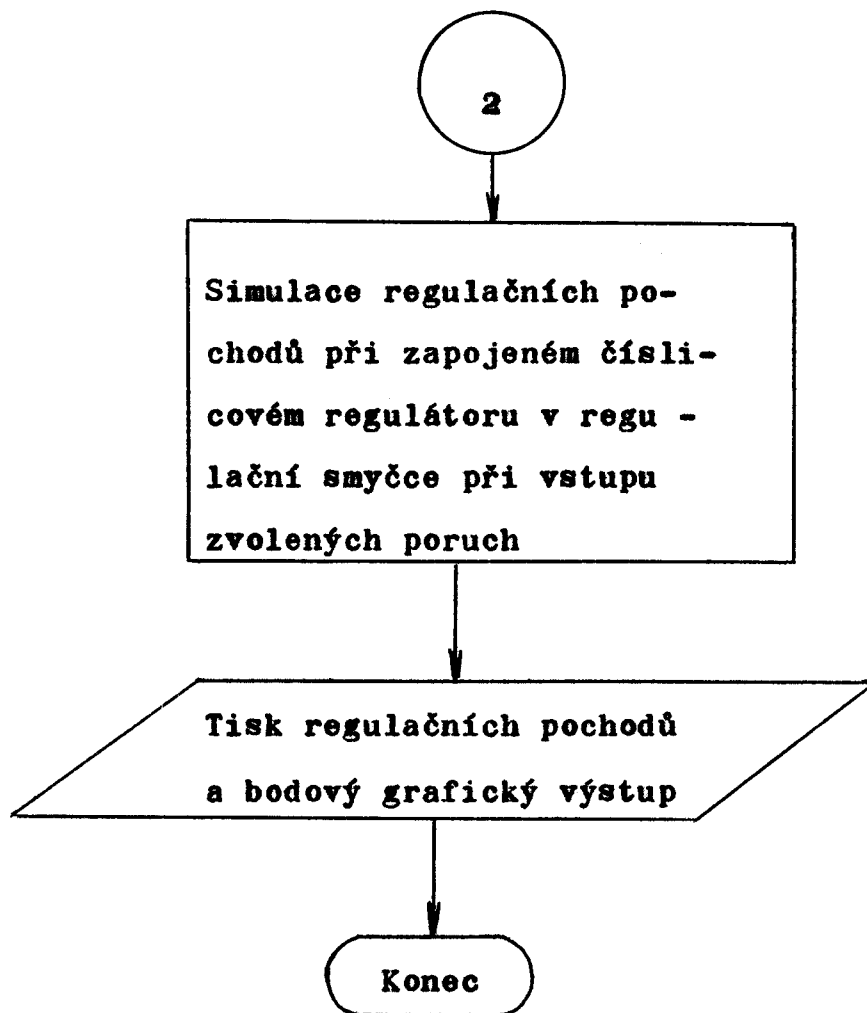 2
Simulace regulačních po-
chodů při zapojeném čísli-
covém regulátoru v regu -
lační smyčce při vstupu
zvolených poruch
Tisk regulačních pochodů
a bodový grafický výstup
Konec